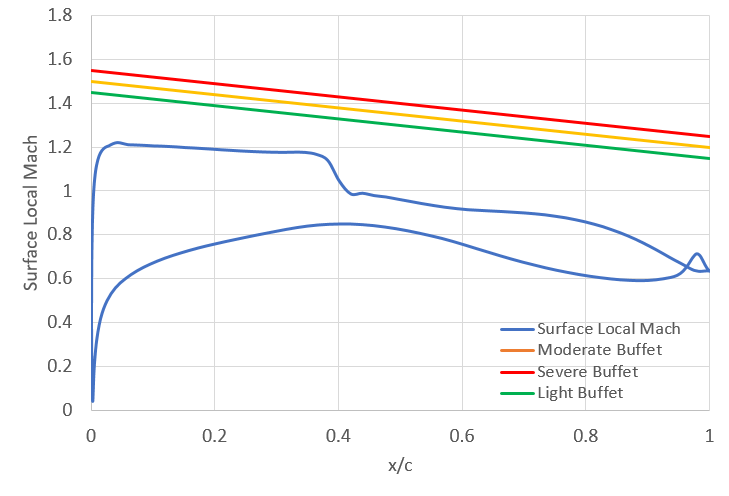 1.8
1.6
1.4
1.2
1
0.8
0.6
0.4
0.2
0
Surface Local Mach
Surface Local Mach
Moderate Buffet
Severe Buffet
Light Buffet
0 0.2 0.4 0.6 0.8 1
x/c